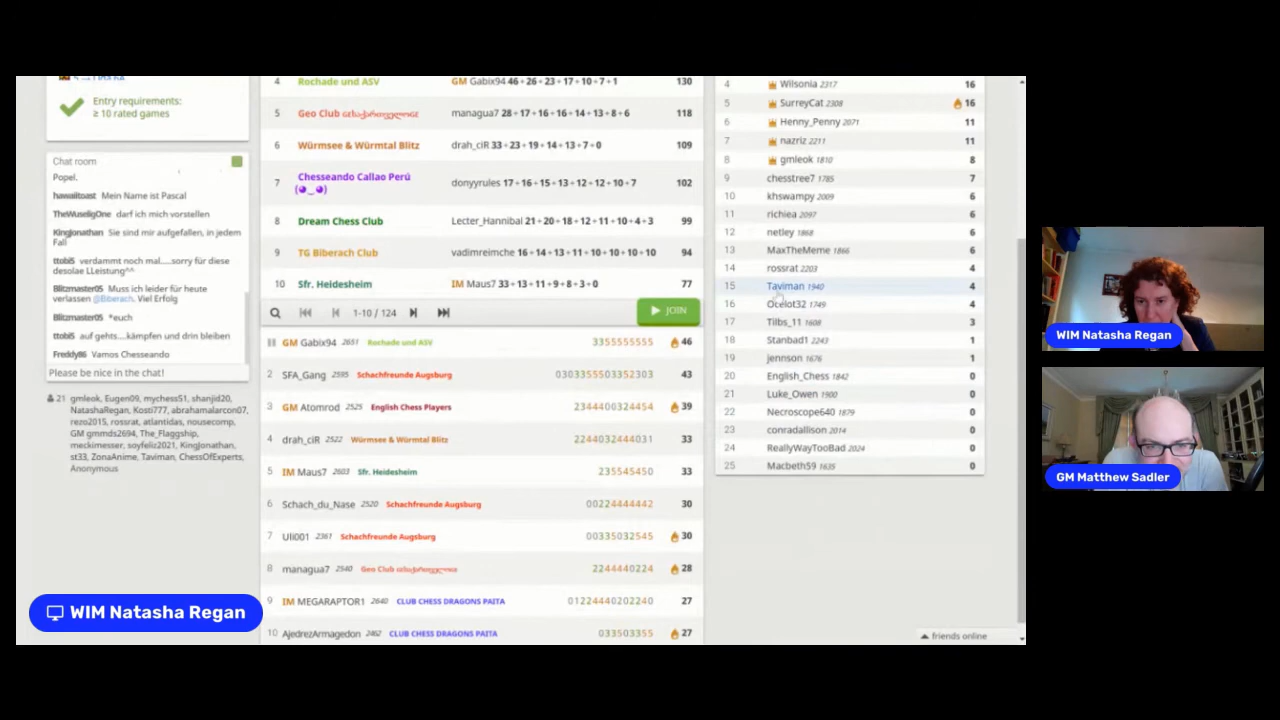 Entry requirements:
≥ 10 rated games
Chat room
Popel.
hawaiitoast Mein Name ist Pascal
TheWuseligOne darf ich mich vorstellen
KingJonathan Sie sind mir aufgefallen, in jedem
Fall
ttobi5 verdammt noch mal.....sorry für diese
desolae LLeistung^^
Blitzmaster05 Muss ich leider für heute
verlassen @Biberach. Viel Erfolg
Blitzmaster05 *euch
ttobi5 auf gehts....kämpfen und drin bleiben
Freddy86 Vamos Chesseando
Please be nice in the chat!
21 gmleok, Eugen09, mychess51, shanjid20,
NatashaRegan, Kosti777, abrahamalarcon07,
rezo2015, rossrat, atlantidas, nousecomp,
GM gmmds2694, The_Flaggship,
meckimesser, soyfeliz2021, KingJonathan,
st33, ZonaAnime, Taviman, ChessOfExperts,
Anonymous
4 Rochade und ASV GM Gabix94 46+26+23+17+10+7+1 130
5 Geo Club managua7 28+17+16+16+14+13+8+6 118
6 Würmsee & Würmtal Blitz drah_ciR 33+23+19+14+13+7+0 109
7 Chesseando Callao Perú donyyrules 17+16+15+13+12+12+10+7 102
(◕‿◕)
8 Dream Chess Club Lecter_Hannibal 21+20+18+12+11+10+4+3 99
9 TG Biberach Club vadimreimche 16+14+13+11+10+10+10+10 94
10 Sfr. Heidesheim IM Maus7 33+13+11+9+8+3+0 77
1-10 / 124 JOIN
GM Gabix94 2651 Rochade und ASV 3355555555 46
2 SFA_Gang 2595 Schachfreunde Augsburg 0303355503352303 43
3 GM Atomrod 2525 English Chess Players 2344400324454 39
4 drah_ciR 2522 Würmsee & Würmtal Blitz 2244032444031 33
5 IM Maus7 2603 Sfr. Heidesheim 235545450 33
6 Schach_du_Nase 2520 Schachfreunde Augsburg 00224444442 30
7 Uli001 2361 Schachfreunde Augsburg 00335032545 30
8 managua7 2540 Geo Club 2244440224 28
9 IM MEGARAPTOR1 2640 CLUB CHESS DRAGONS PAITA 01224440202240 27
10 AjedrezArmagedon 2462 CLUB CHESS DRAGONS PAITA 033503355 27
4 Wilsonia 2317 16
5 SurreyCat 2308 16
6 Henny_Penny 2071 11
7 nazriz 2211 11
8 gmleok 1810 8
9 chesstree7 1785 7
10 khswampy 2009 6
11 richiea 2097 6
12 netley 1868 6
13 MaxTheMeme 1866 6
14 rossrat 2203 4
15 Taviman 1940 4
16 Ocelot32 1749 4
17 Tilbs_11 1608 3
18 Stanbad1 2243 1
19 jennson 1676 1
20 English_Chess 1842 0
21 Luke_Owen 1900 0
22 Necroscope640 1879 0
23 conradallison 2014 0
24 ReallyWayTooBad 2024 0
25 Macbeth59 1635 0
friends online
WIM Natasha Regan
WIM Natasha Regan
GM Matthew Sadler